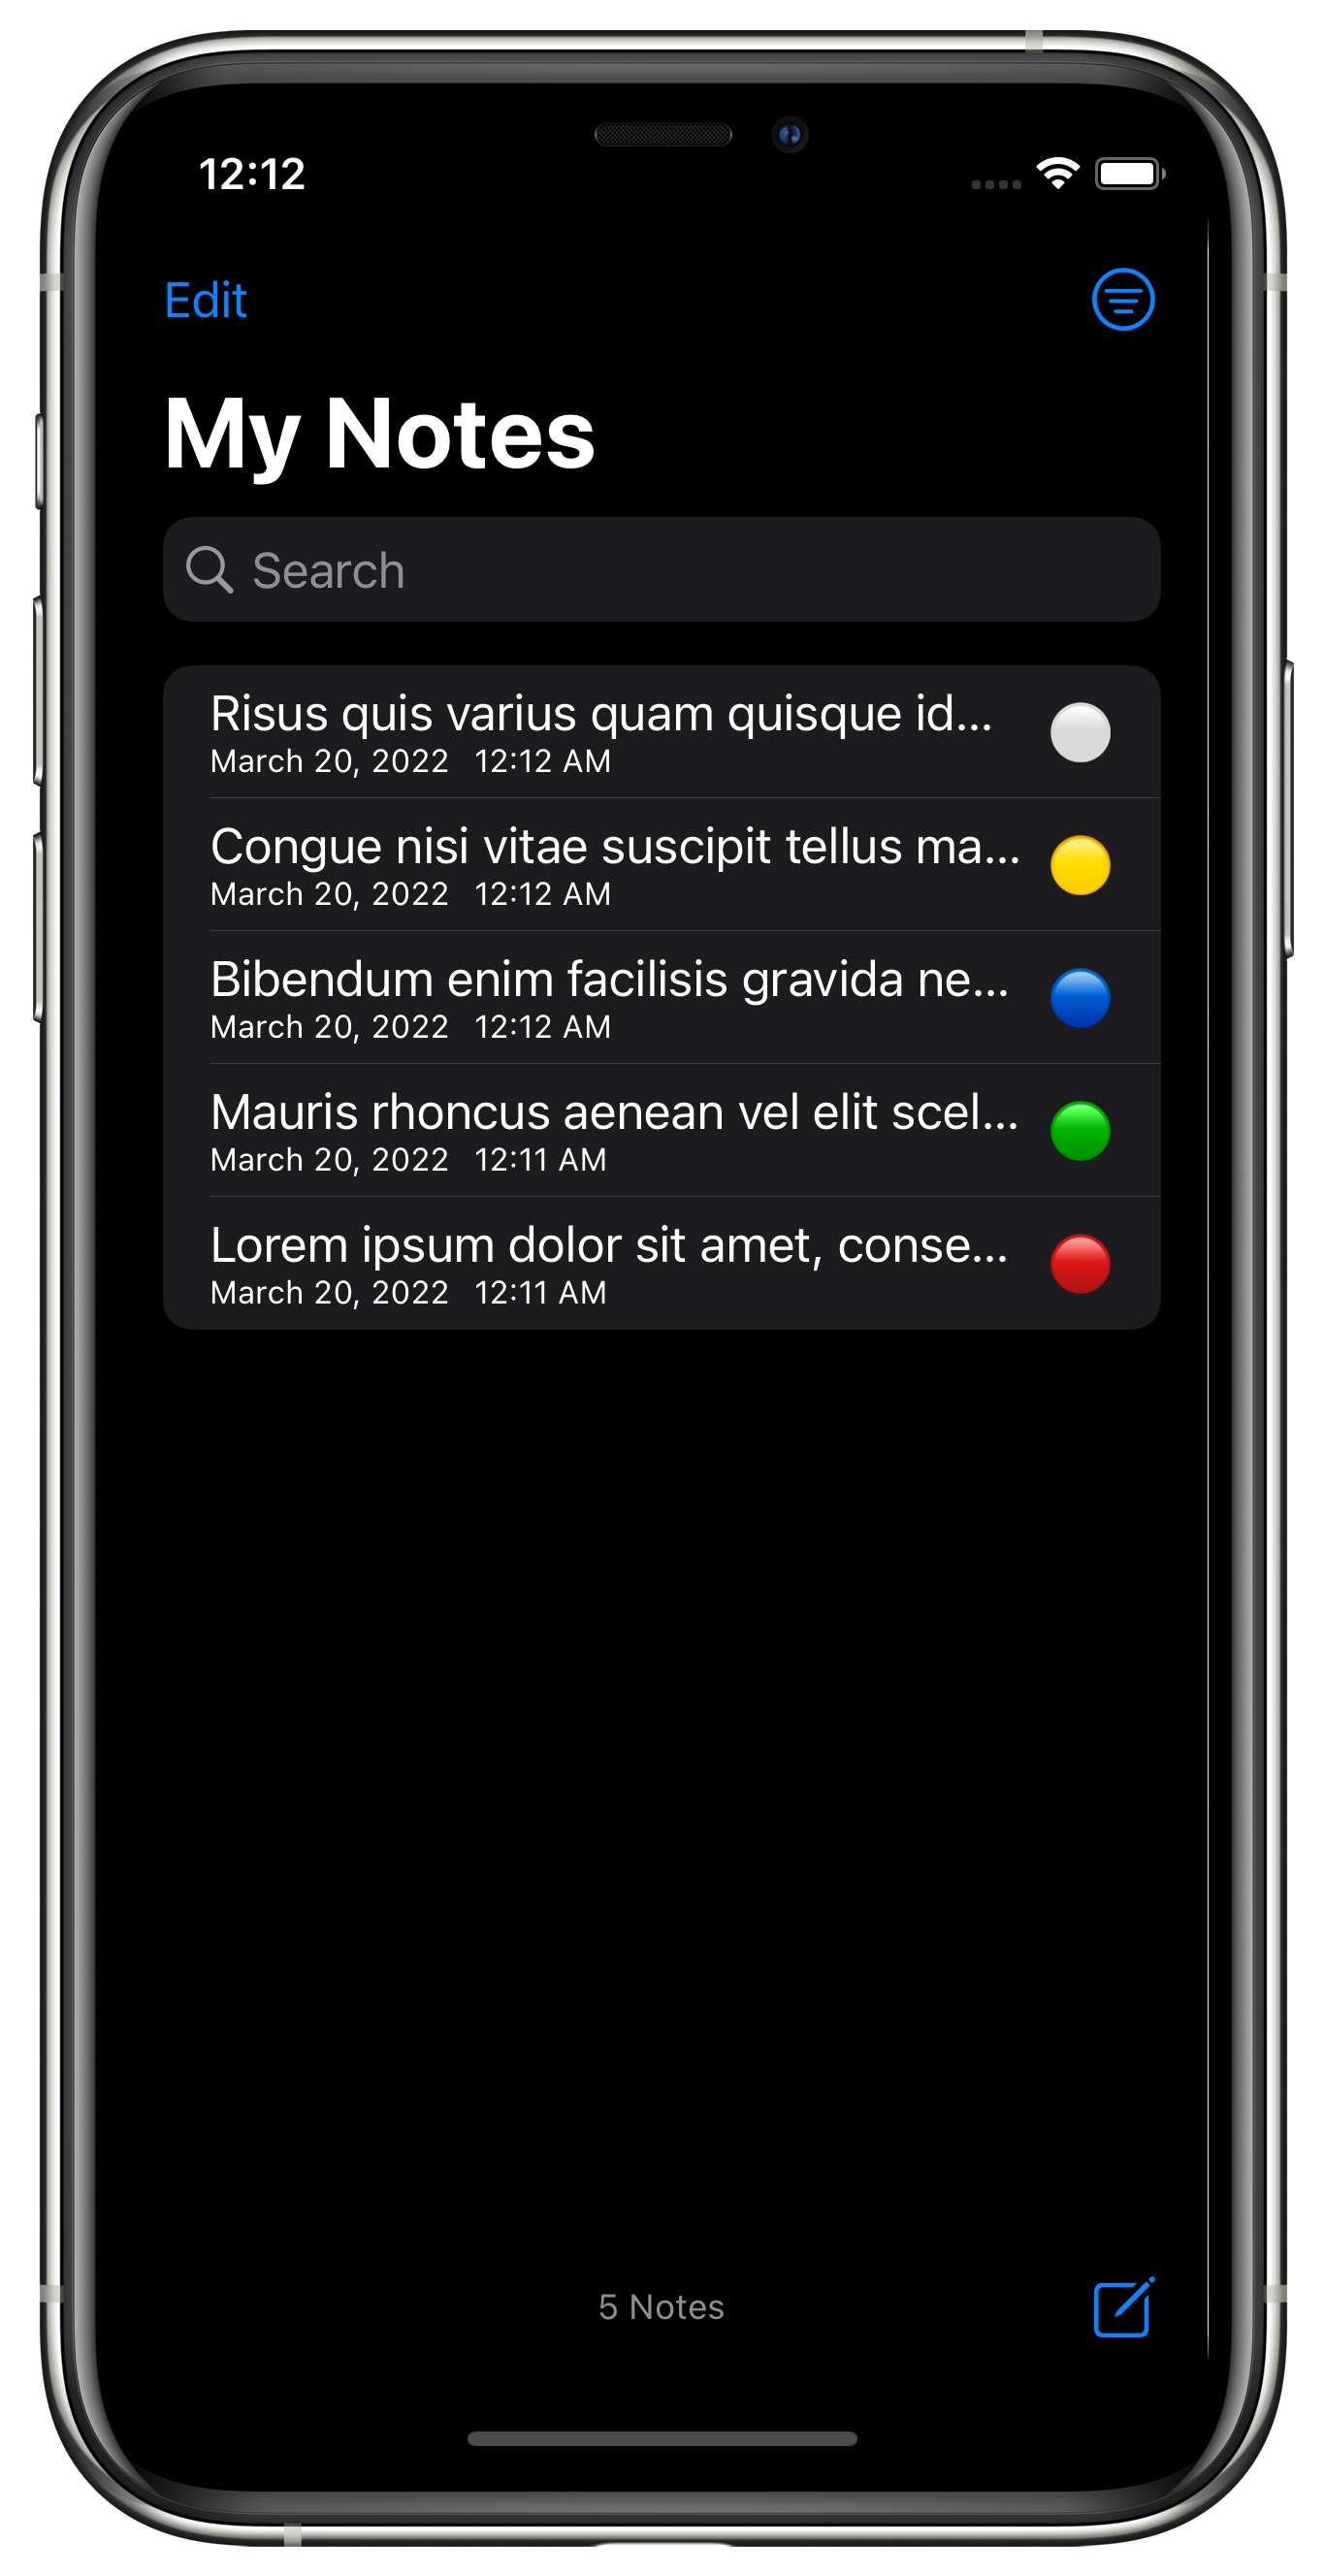 12:12
Edit
My Notes
Search
Risus quis varius quam quisque id...
March 20, 2022 12:12 AM
Congue nisi vitae suscipit tellus ma...
March 20, 2022 12:12 AM
Bibendum enim facilisis gravida ne...
March 20, 2022 12:12 AM
Mauris rhoncus aenean vel elit scel...
March 20, 2022 12:11 AM
Lorem ipsum dolor sit amet, conse...
March 20, 2022 12:11 AM
5 Notes